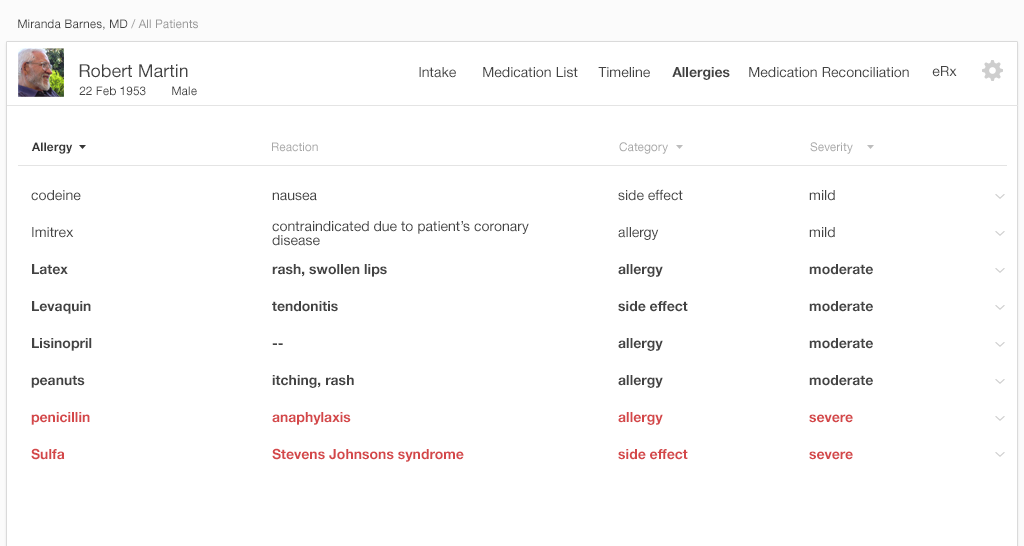 Miranda Barnes, MD / All Patients
Robert Martin
22 Feb 1953 Male
Intake Medication List Timeline Allergies Medication Reconciliation eRx
Allergy Reaction Category Severity
codeine nausea side effect mild
Imitrex contraindicated due to patient’s coronary disease allergy mild
Latex rash, swollen lips allergy moderate
Levaquin tendonitis side effect moderate
Lisinopril -- allergy moderate
peanuts itching, rash allergy moderate
penicillin anaphylaxis allergy severe
Sulfa Stevens Johnsons syndrome side effect severe